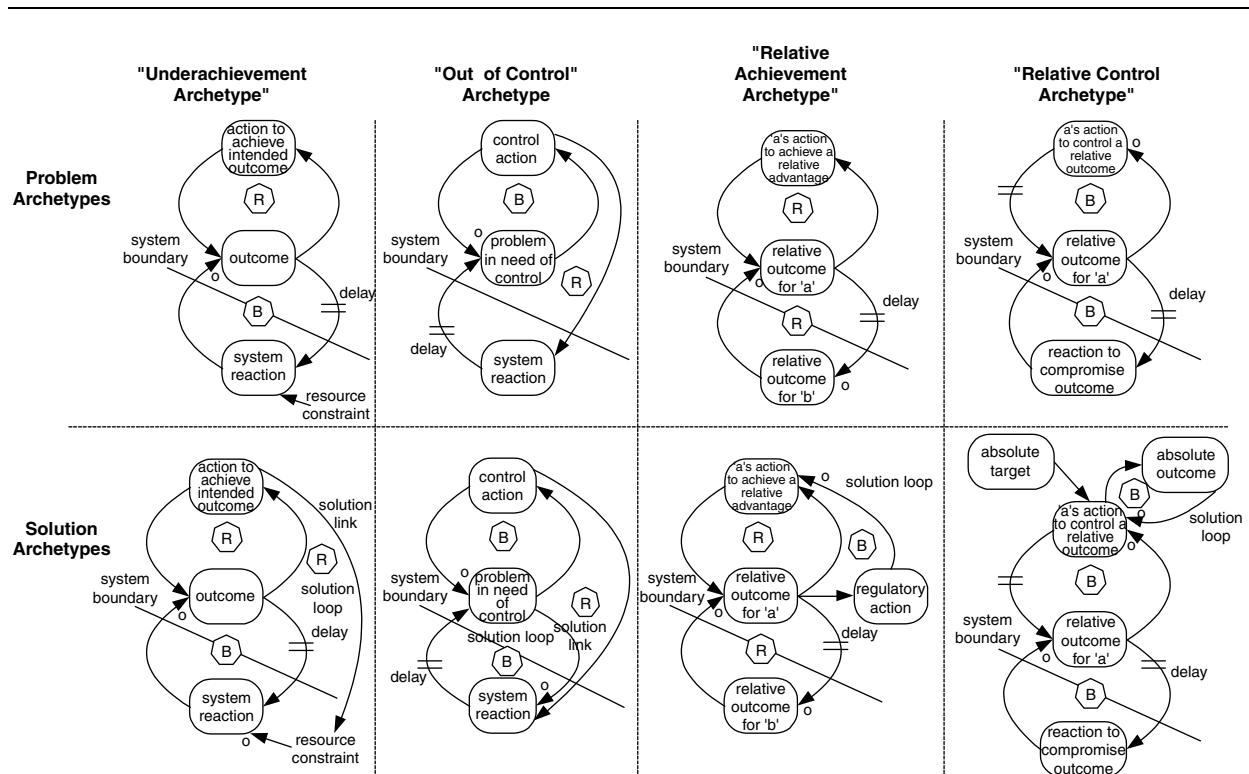 "Underachievement
Archetype"
"Out of Control"
Archetype
"Relative
Achievement
Archetype"
"Relative Control
Archetype"
Problem
Archetypes
action to
achieve
intended
outcome
R
system
boundary
outcome
o
B
delay
system
reaction
resource
constraint
control
action
B
o
system
boundary
problem
in need of
control
R
delay
system
reaction
'a's action
to achieve a
relative
advantage
R
system
boundary
relative
outcome
for 'a'
o
delay
R
relative
outcome
for 'b'
o
'a's action
to control a
relative
outcome
o
B
system
boundary
relative
outcome
for 'a'
o
delay
B
reaction to
compromise
outcome
Solution
Archetypes
action to
achieve
intended
outcome
solution
link
R
R
system
boundary
outcome
solution
loop
o
delay
B
system
reaction
o
resource
constraint
control
action
B
o
system
boundary
problem
in need
of
control
R
solution
link
solution loop
B
delay
system
reaction
o
'a's action
to achieve a
relative
advantage
o
solution loop
R
B
system
boundary
relative
outcome
for 'a'
regulatory
action
o
delay
R
relative
outcome
for 'b'
o
absolute
target
absolute
outcome
B
o
solution
loop
'a's action
to control a
relative
outcome
o
B
system
boundary
relative
outcome
for 'a'
o
delay
B
reaction to
compromise
outcome